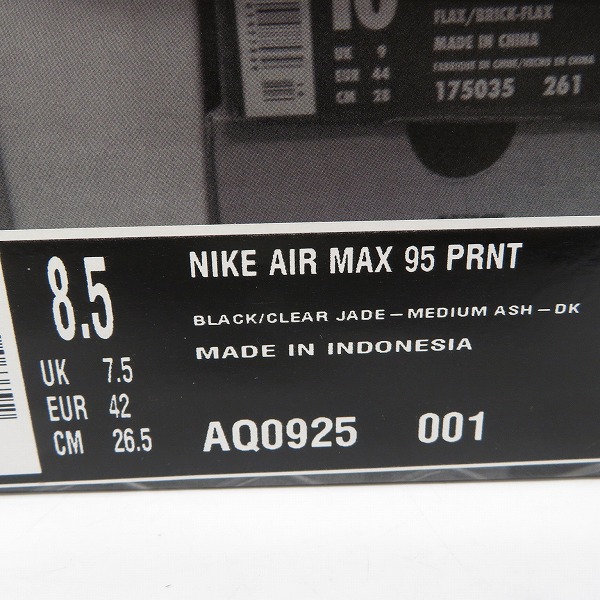 10
UK 9
EUR 44
CM 28
FLAX/BRICK-FLAX
MADE IN CHINA
175035 261
8.5
UK 7.5
EUR 42
CM 26.5
NIKE AIR MAX 95 PRNT
BLACK/CLEAR JADE-MEDIUM ASH-DK
MADE IN INDONESIA
AQ0925 001